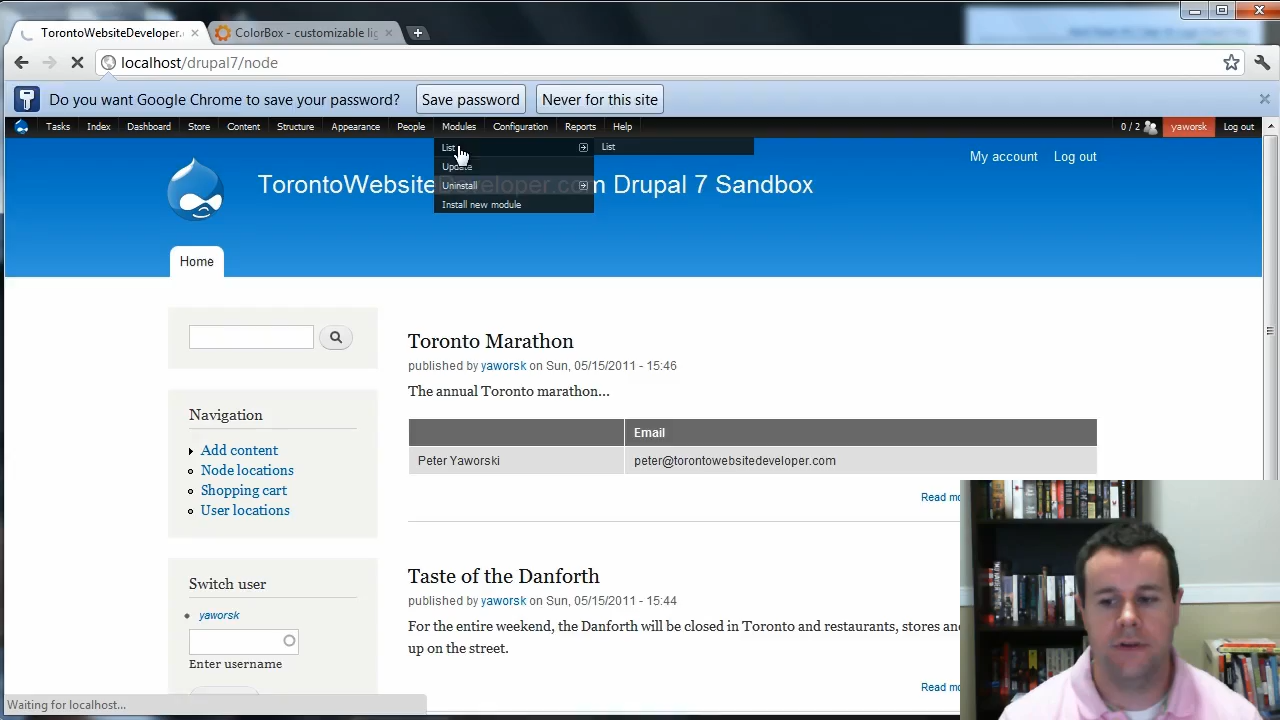 TorontoWebsiteDeveloper.
ColorBox - customizable lig
localhost/drupal7/node
Do you want Google Chrome to save your password?
Save password
Never for this site
Tasks
Index
Dashboard
Store
Content
Structure
Appearance
People
Modules
Configuration
Reports
Help
0 / 2
yaworsk
Log out
List
List
Update
Uninstall
Install new module
My account
Log out
TorontoWebsiteDeveloper.com Drupal 7 Sandbox
Home
Navigation
Add content
Node locations
Shopping cart
User locations
Switch user
yaworsk
Enter username
Toronto Marathon
published by yaworsk on Sun, 05/15/2011 - 15:46
The annual Toronto marathon...
Email
Peter Yaworski
peter@torontowebsitedeveloper.com
Read mo
Taste of the Danforth
published by yaworsk on Sun, 05/15/2011 - 15:44
For the entire weekend, the Danforth will be closed in Toronto and restaurants, stores an
up on the street.
Read mo
Waiting for localhost...